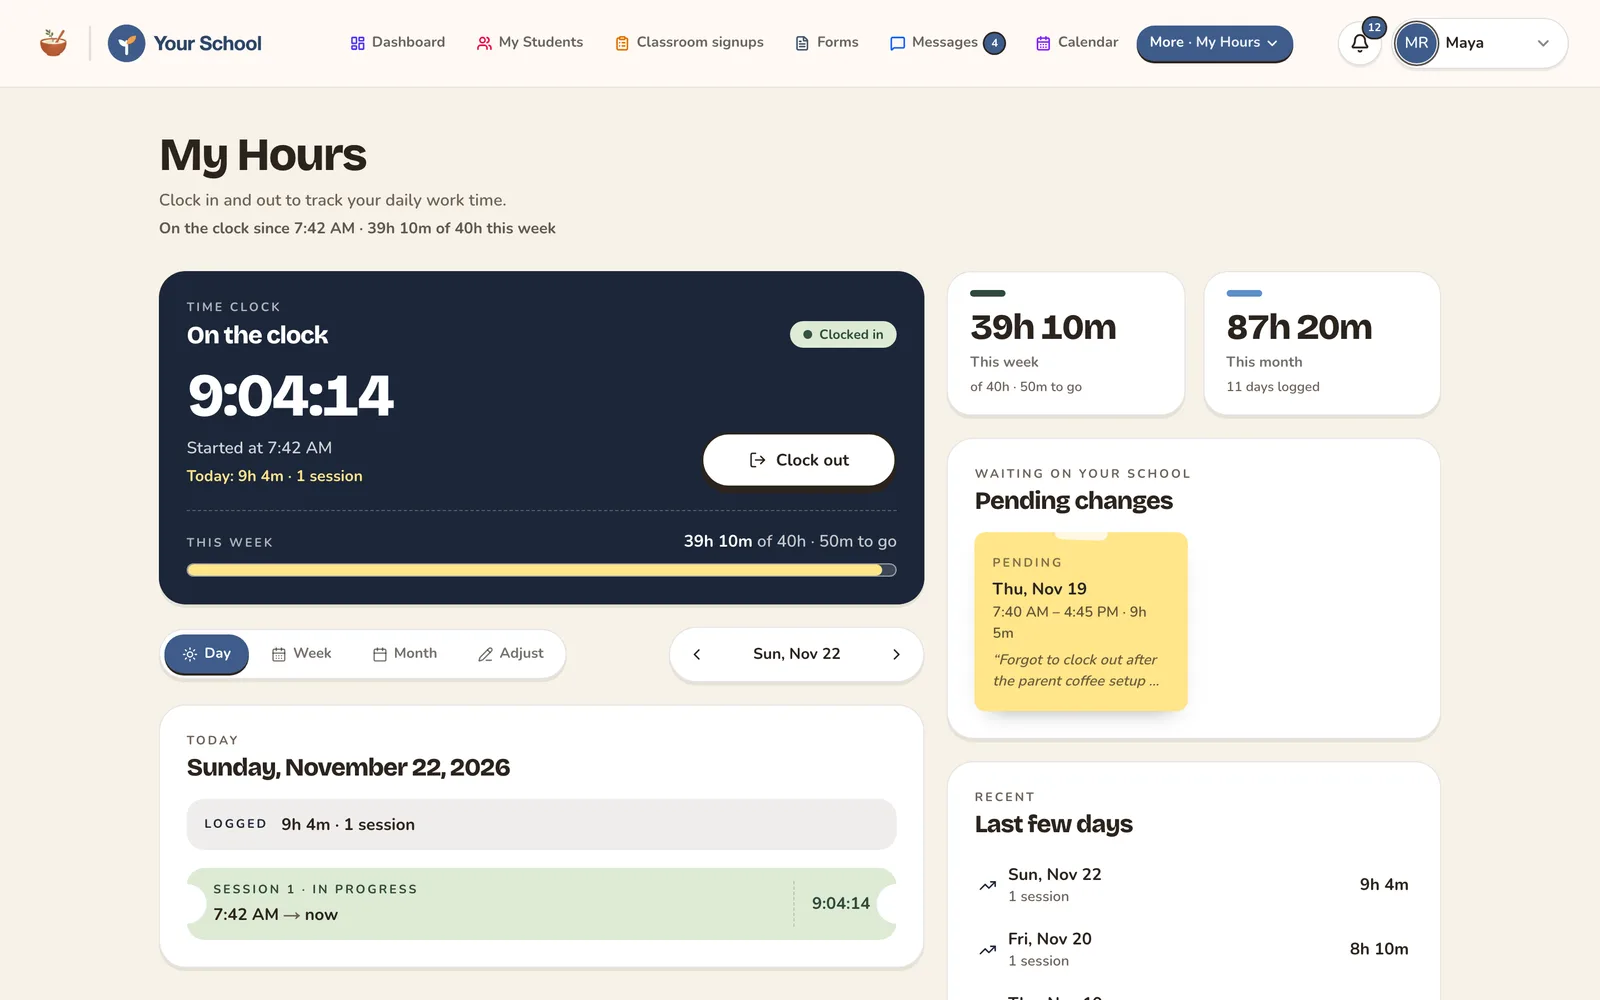 Your School
Dashboard
My Students
Classroom signups
Forms
Messages 4
Calendar
More · My Hours
12
MR Maya
My Hours
Clock in and out to track your daily work time.
On the clock since 7:42 AM · 39h 10m of 40h this week
TIME CLOCK
On the clock
Clocked in
9:04:14
Started at 7:42 AM
Today: 9h 4m · 1 session
Clock out
THIS WEEK
39h 10m of 40h · 50m to go
Day
Week
Month
Adjust
Sun, Nov 22
TODAY
Sunday, November 22, 2026
LOGGED 9h 4m · 1 session
SESSION 1 · IN PROGRESS
7:42 AM → now
9:04:14
39h 10m
This week
of 40h · 50m to go
87h 20m
This month
11 days logged
WAITING ON YOUR SCHOOL
Pending changes
PENDING
Thu, Nov 19
7:40 AM – 4:45 PM · 9h
5m
“Forgot to clock out after
the parent coffee setup ...
RECENT
Last few days
Sun, Nov 22
1 session
9h 4m
Fri, Nov 20
1 session
8h 10m